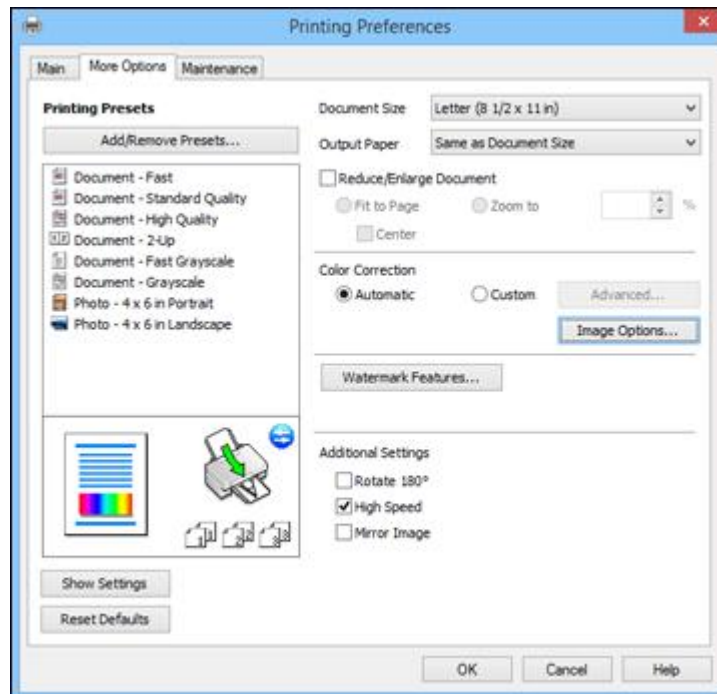 Printing Preferences
Main More Options Maintenance
Printing Presets
Add/Remove Presets...
Document - Fast
Document - Standard Quality
Document - High Quality
Document - 2-Up
Document - Fast Grayscale
Document - Grayscale
Photo - 4 x 6 in Portrait
Photo - 4 x 6 in Landscape
Show Settings
Reset Defaults
Document Size Letter (8 1/2 x 11 in)
Output Paper Same as Document Size
Reduce/Enlarge Document
Fit to Page Zoom to %
Center
Color Correction
Automatic Custom Advanced...
Image Options...
Watermark Features...
Additional Settings
Rotate 180°
High Speed
Mirror Image
OK Cancel Help